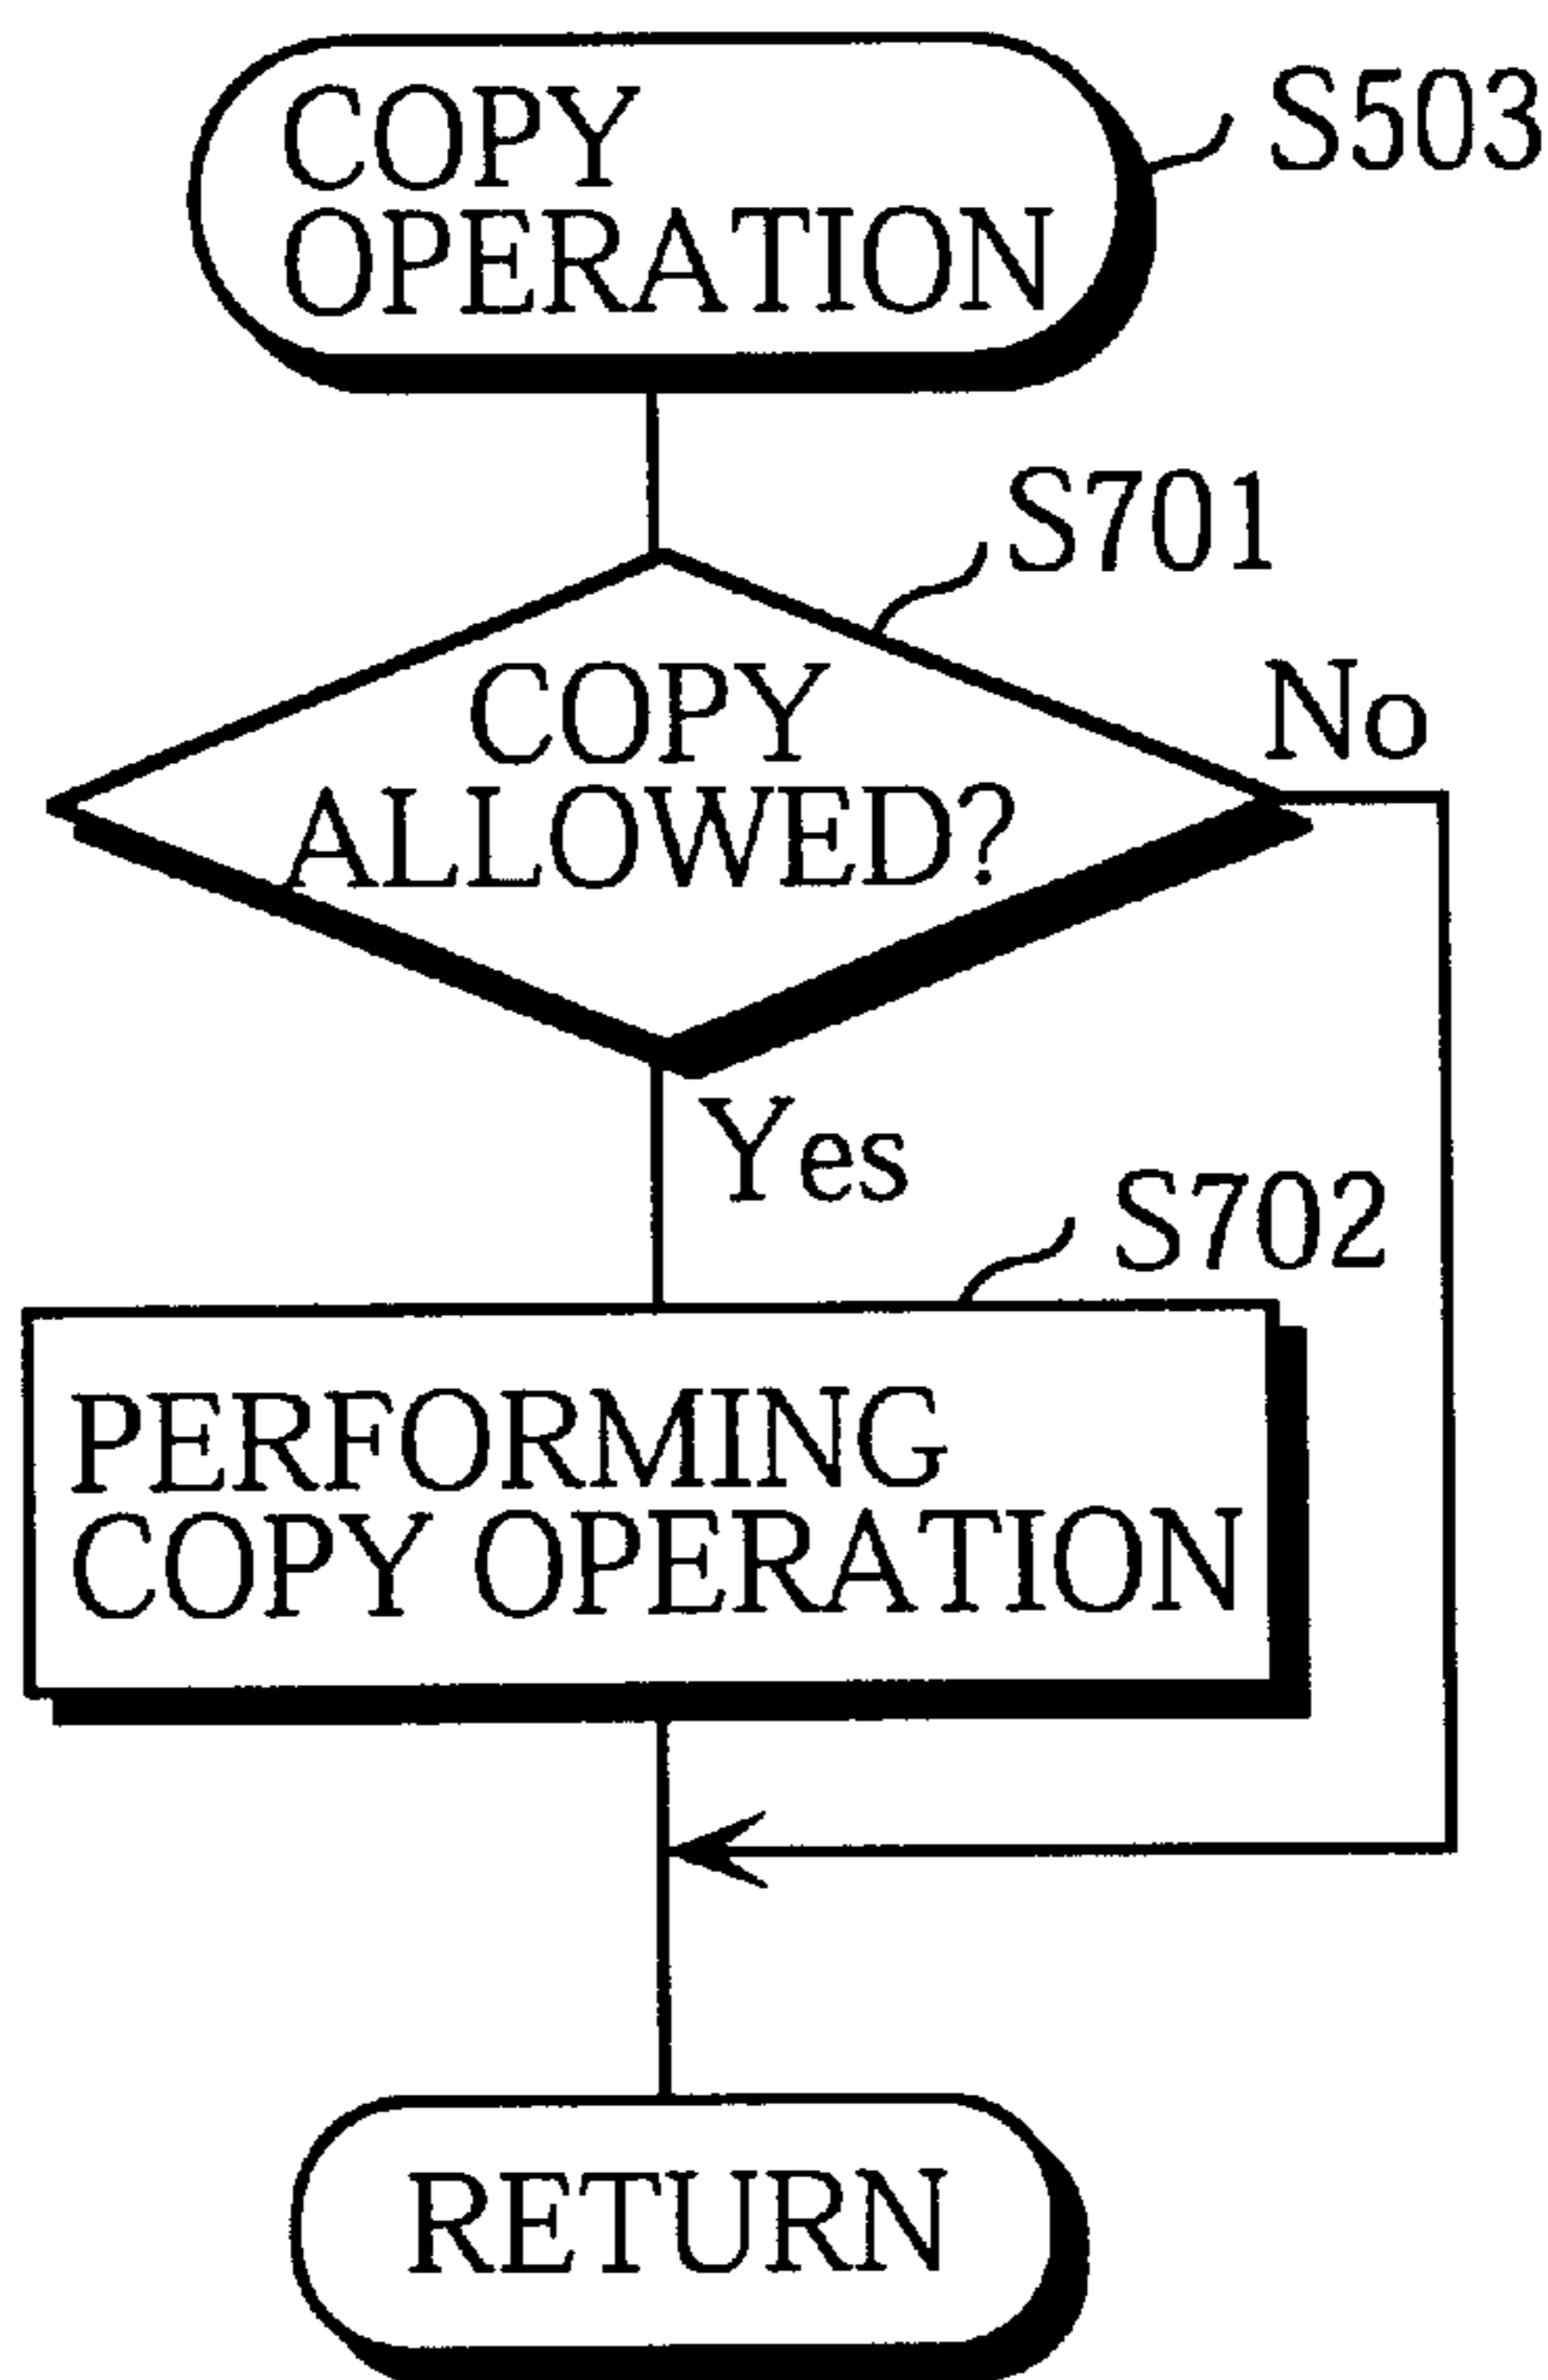 COPY
OPERATION
S503
S701
COPY
ALLOWED?
No
Yes
S702
PERFORMING
COPY OPERATION
RETURN